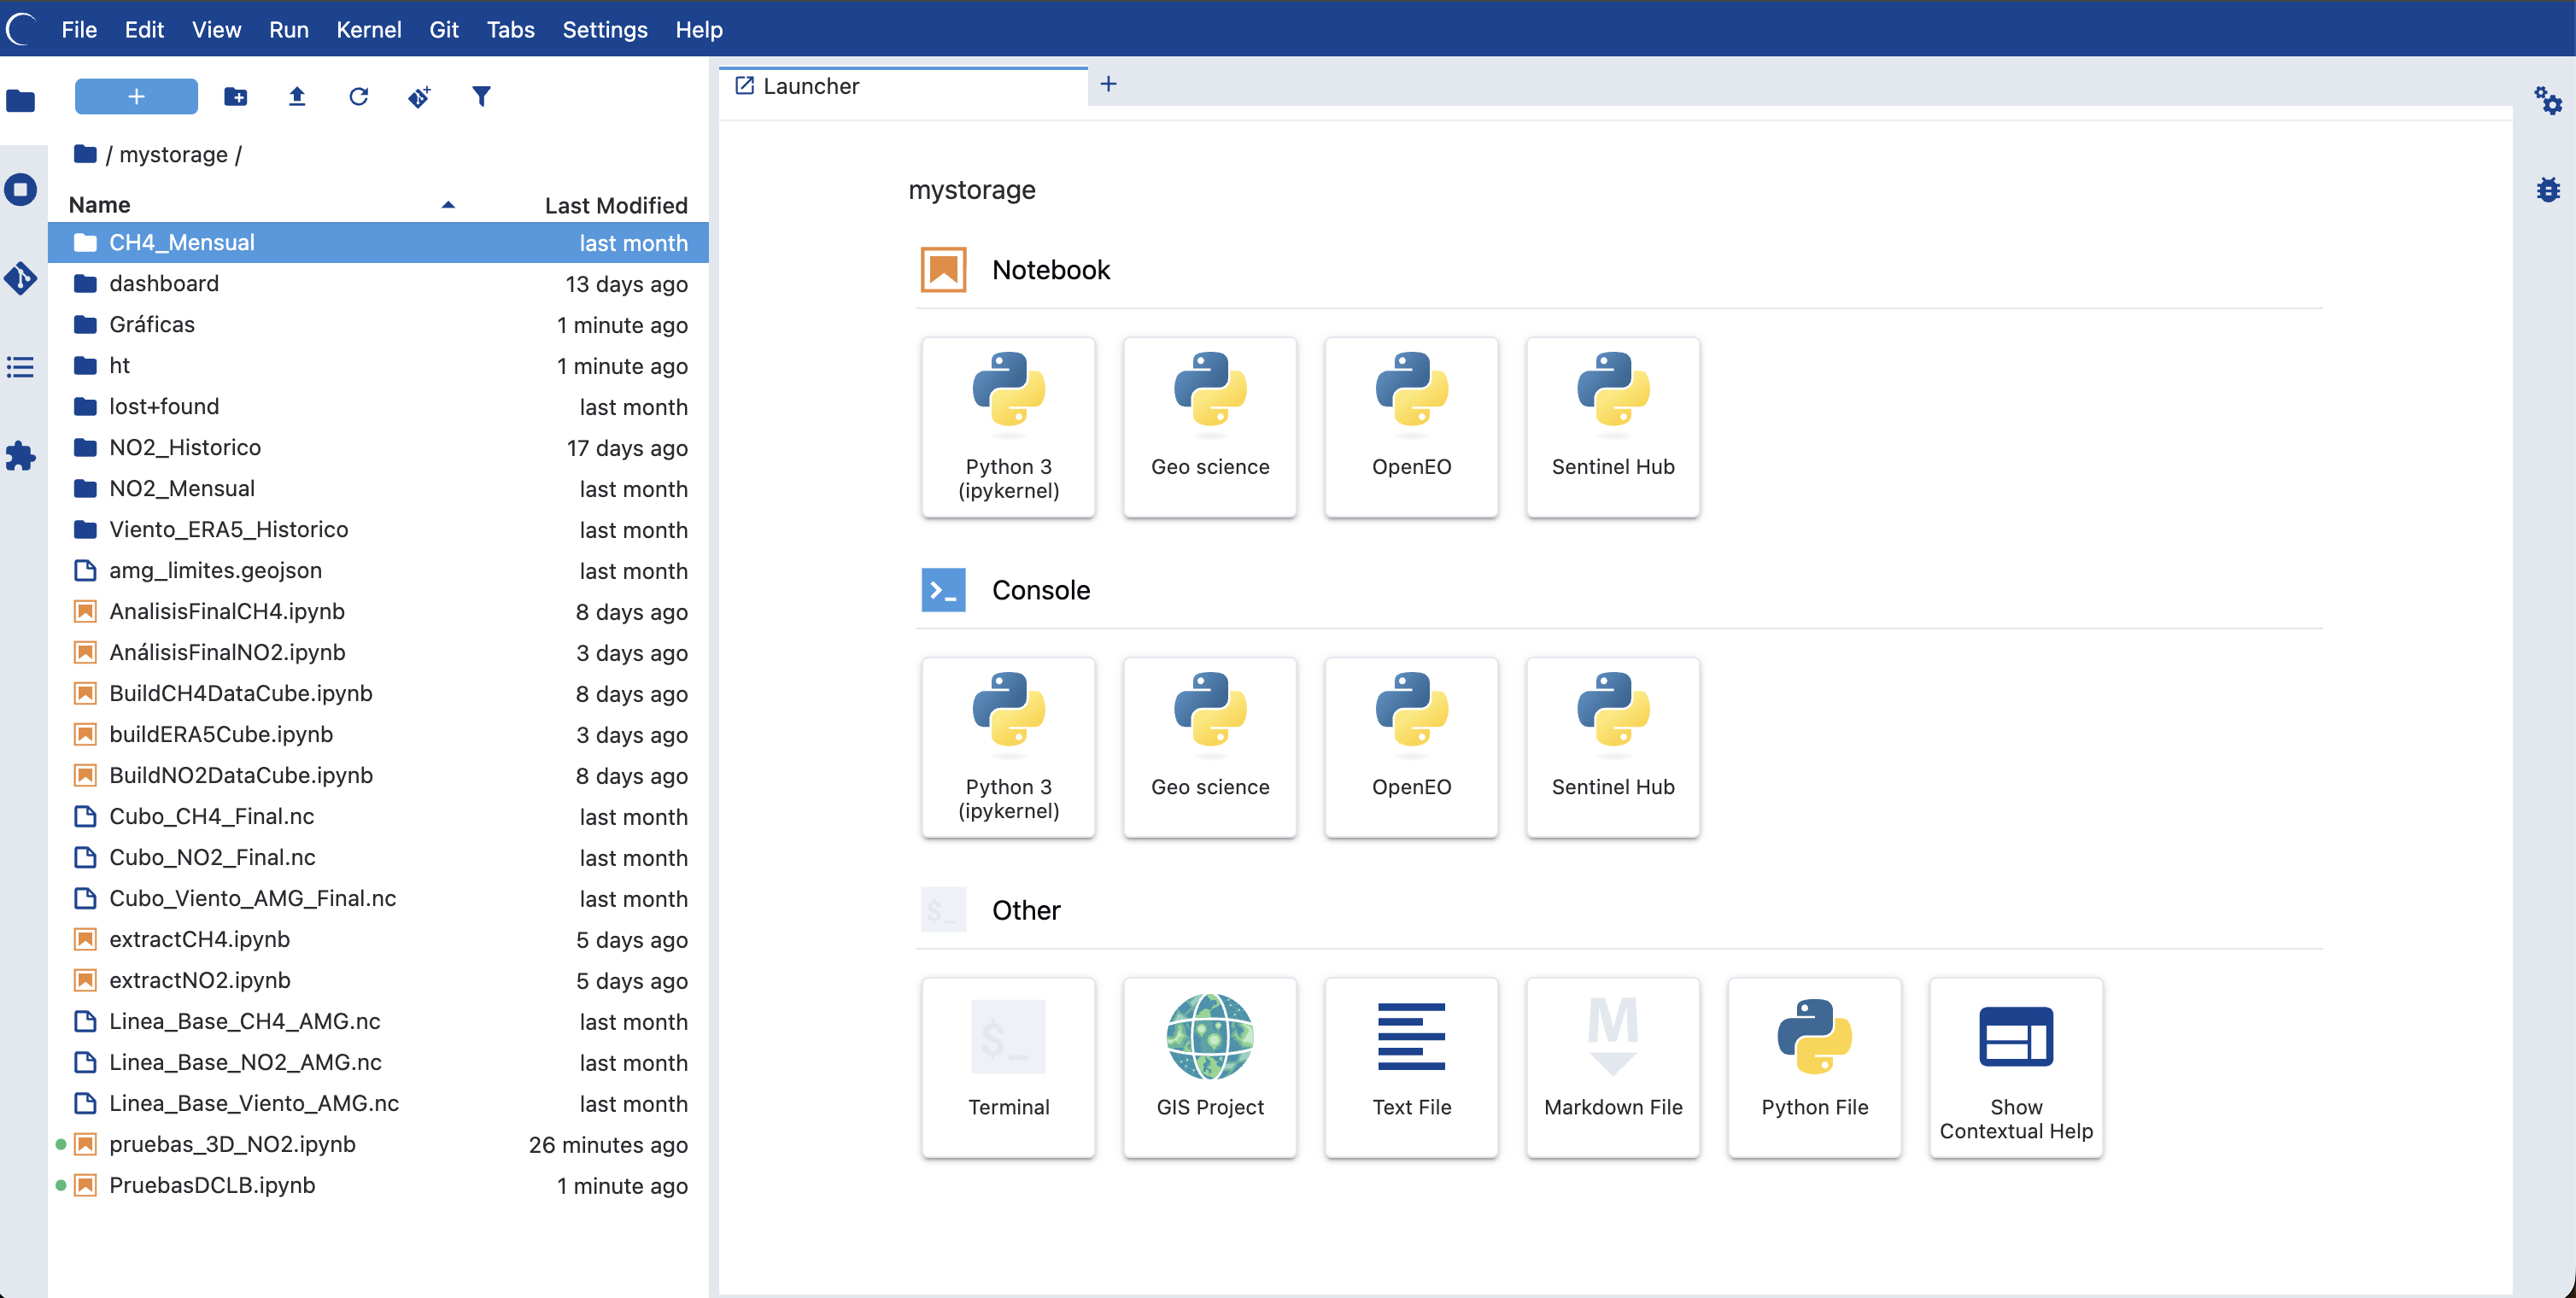 File Edit View Run Kernel Git Tabs Settings Help
+
/ mystorage /
Name Last Modified
CH4_Mensual last month
dashboard 13 days ago
Gráficas 1 minute ago
ht 1 minute ago
lost+found last month
NO2_Historico 17 days ago
NO2_Mensual last month
Viento_ERA5_Historico last month
amg_limites.geojson last month
AnalisisFinalCH4.ipynb 8 days ago
AnálisisFinalNO2.ipynb 3 days ago
BuildCH4DataCube.ipynb 8 days ago
buildERA5Cube.ipynb 3 days ago
BuildNO2DataCube.ipynb 8 days ago
Cubo_CH4_Final.nc last month
Cubo_NO2_Final.nc last month
Cubo_Viento_AMG_Final.nc last month
extractCH4.ipynb 5 days ago
extractNO2.ipynb 5 days ago
Linea_Base_CH4_AMG.nc last month
Linea_Base_NO2_AMG.nc last month
Linea_Base_Viento_AMG.nc last month
pruebas_3D_NO2.ipynb 26 minutes ago
PruebasDCLB.ipynb 1 minute ago
Launcher +
mystorage
Notebook
Python 3 Geo science OpenEO Sentinel Hub
(ipykernel)
>_ Console
Python 3 Geo science OpenEO Sentinel Hub
(ipykernel)
$_ Other
$_ M
Terminal GIS Project Text File Markdown File Python File Show
Contextual Help